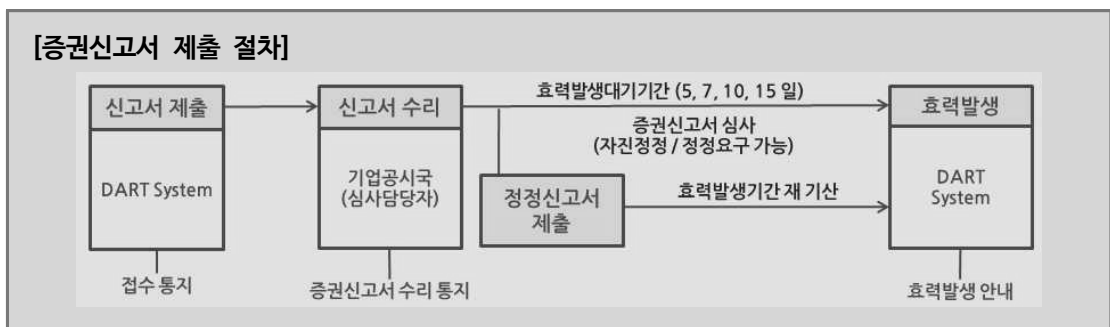 [증권신고서 제출 절차]
신고서 제출
DART System
접수 통지
신고서 수리
기업공시국
(심사담당자)
증권신고서 수리 통지
효력발생대기기간 (5, 7, 10, 15 일)
증권신고서 심사
(자진정정 / 정정요구 가능)
정정신고서
제출
효력발생기간 재 기산
효력발생
DART
System
효력발생 안내